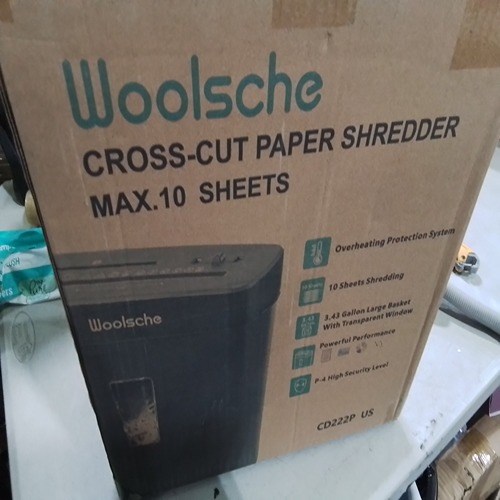 Woolsche
CROSS-CUT PAPER SHREDDER
MAX.10 SHEETS
Overheating Protection System
10 Sheets Shredding
3.43 Gallon Large Basket
With Transparent Window
Powerful Performance
P-4 High Security Level
Woolsche
CD222P US